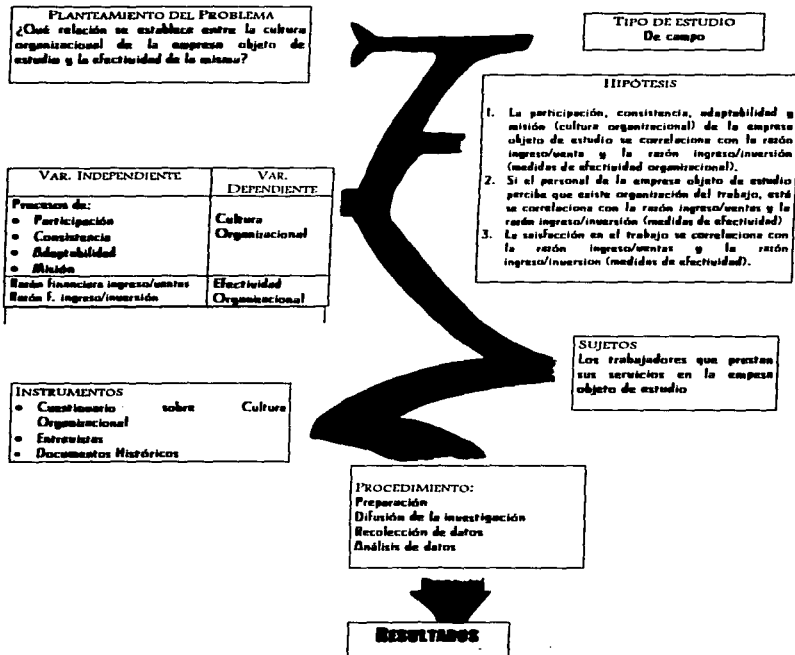 PLANTEAMIENTO DEL PROBLEMA
¿Qué relación se establece entre la cultura
organizacional de la empresa objeto de
estudio y la efectividad de la misma?
TIPO DE ESTUDIO
De campo
HIPÓTESIS
1. La participación, consistencia, adaptabilidad y
misión (cultura organizacional) de la empresa
objeto de estudio se correlaciona con la razón
ingreso/venta y la razón ingreso/inversión
(medidas de efectividad organizacional).
2. Si el personal de la empresa objeto de estudio
percibe que existe organización del trabajo, está
se correlaciona con la razón ingreso/ventas y la
razón ingreso/inversión (medidas de efectividad)
3. La satisfacción en el trabajo se correlaciona con
la razón ingreso/ventas y la razón
ingreso/inversion (medidas de efectividad).
VAR. INDEPENDIENTE
VAR.
DEPENDIENTE
Procesos de:
• Participación
• Consistencia
• Adaptabilidad
• Misión
Cultura
Organizacional
Razón financiera ingreso/ventas
Razón F. ingreso/inversión
Efectividad
Organizacional
SUJETOS
Los trabajadores que prestan
sus servicios en la empesa
objeto de estudio
INSTRUMENTOS
• Cuestionario sobre Cultura
Organizacional
• Entrevistas
• Documentos Históricos
PROCEDIMIENTO:
Preparación
Difusión de la investigación
Recolección de datos
Análisis de datos
RESULTADOS